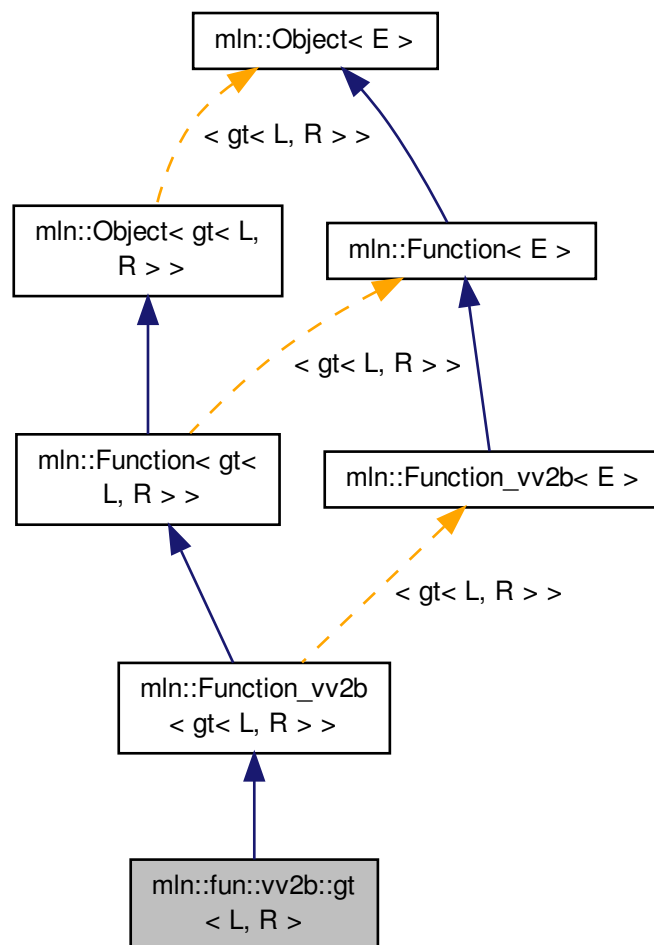 mln::Object< E >
< gt< L, R > >
mln::Object< gt< L,
R > >
mln::Function< E >
< gt< L, R > >
mln::Function< gt<
L, R > >
mln::Function_vv2b< E >
< gt< L, R > >
mln::Function_vv2b
< gt< L, R > >
mln::fun::vv2b::gt
< L, R >